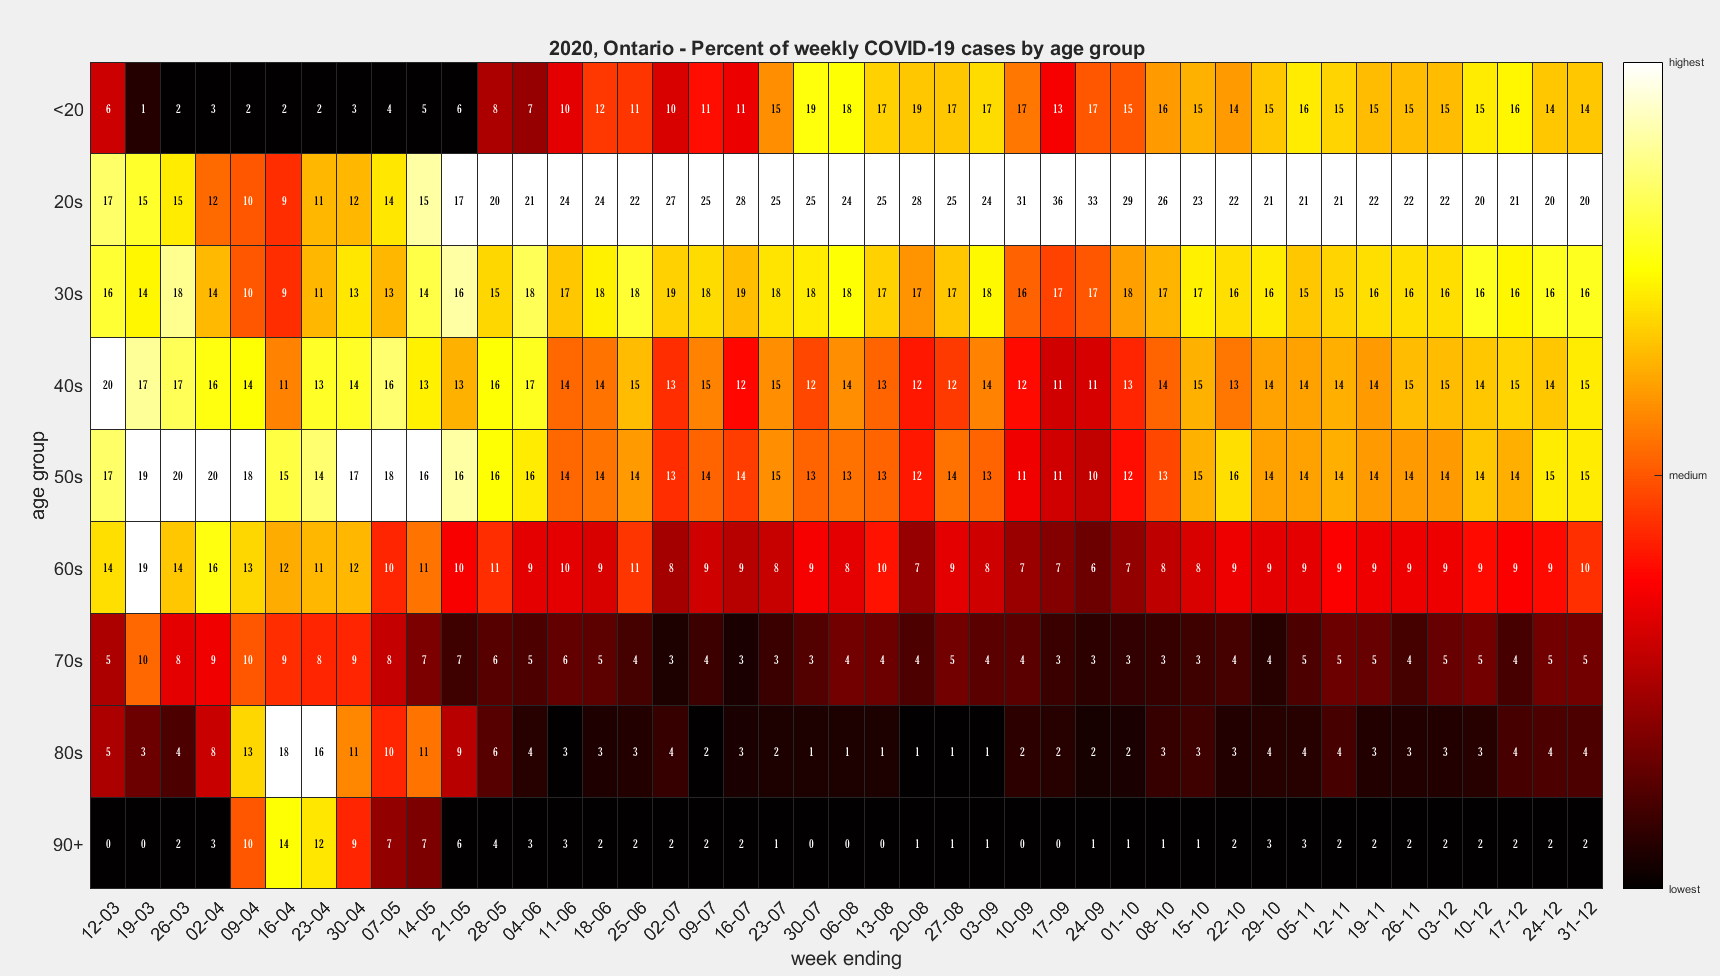 2020, Ontario - Percent of weekly COVID-19 cases by age group
highest
<20 6 1 2 3 2 2 2 3 4 5 6 8 7 10 12 11 10 11 11 15 19 18 17 19 17 17 17 13 17 15 16 15 14 15 16 15 15 15 15 15 16 14 14
20s 17 15 15 12 10 9 11 12 14 15 17 20 21 24 24 22 27 25 28 25 25 24 25 28 25 24 31 36 33 29 26 23 22 21 21 21 22 22 22 20 21 20 20
30s 16 14 18 14 10 9 11 13 13 14 16 15 18 17 18 18 19 18 19 18 18 18 17 17 17 18 16 17 17 18 17 17 16 16 15 15 16 16 16 16 16 16 16
40s 20 17 17 16 14 11 13 14 16 13 13 16 17 14 14 15 13 15 12 15 12 14 13 12 12 14 12 11 11 13 14 15 13 14 14 14 14 15 15 14 15 14 15
50s 17 19 20 20 18 15 14 17 18 16 16 16 16 14 14 14 13 14 14 15 13 13 13 12 14 13 11 11 10 12 13 15 16 14 14 14 14 14 14 14 14 15 15
medium
60s 14 19 14 16 13 12 11 12 10 11 10 11 9 10 9 11 8 9 9 8 9 8 10 7 9 8 7 7 6 7 8 8 9 9 9 9 9 9 9 9 9 9 10
70s 5 10 8 9 10 9 8 9 8 7 7 6 5 6 5 4 3 4 3 3 3 4 4 4 5 4 4 3 3 3 3 3 4 4 5 5 5 4 5 5 4 5 5
80s 5 3 4 8 13 18 16 11 10 11 9 6 4 3 3 3 4 2 3 2 1 1 1 1 1 1 2 2 2 2 3 3 3 4 4 4 3 3 3 3 4 4 4
90+ 0 0 2 3 10 14 12 9 7 7 6 4 3 3 2 2 2 2 2 1 0 0 0 1 1 1 0 0 1 1 1 1 2 3 3 2 2 2 2 2 2 2 2
lowest
age group
12-03 19-03 26-03 02-04 09-04 16-04 23-04 30-04 07-05 14-05 21-05 28-05 04-06 11-06 18-06 25-06 02-07 09-07 16-07 23-07 30-07 06-08 13-08 20-08 27-08 03-09 10-09 17-09 24-09 01-10 08-10 15-10 22-10 29-10 05-11 12-11 19-11 26-11 03-12 10-12 17-12 24-12 31-12
week ending